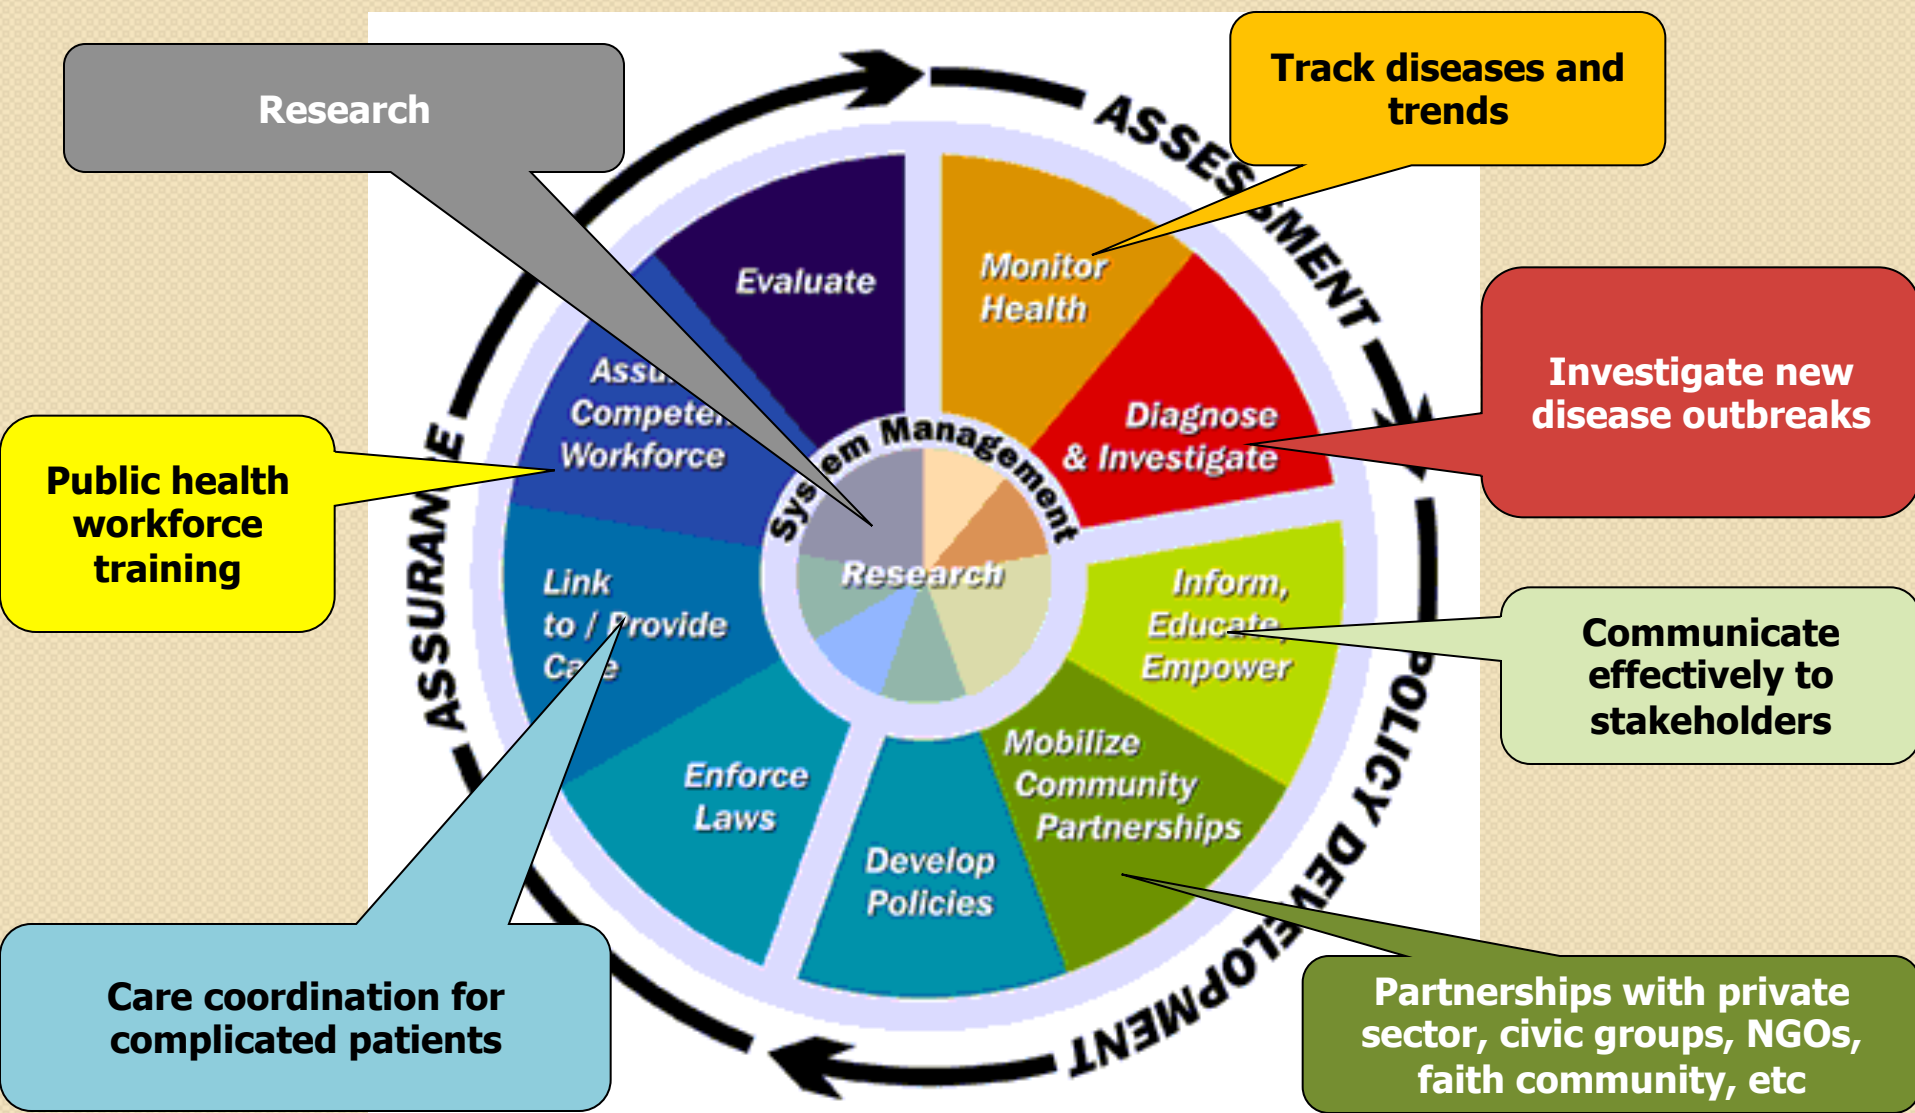 Research
Track diseases and
trends
ASSESSMENT
Evaluate
Monitor
Health
Investigate new
disease outbreaks
Diagnose
& Investigate
Competen
Workforce
Public health
workforce
training
ASSURANCE
System Management
Research
Link
to / Provide
Care
Inform,
Educate,
Empower
Communicate
effectively to
stakeholders
POLICY DEVELOPMENT
Mobilize
Community
Partnerships
Enforce
Laws
Develop
Policies
Care coordination for
complicated patients
Partnerships with private
sector, civic groups, NGOs,
faith community, etc